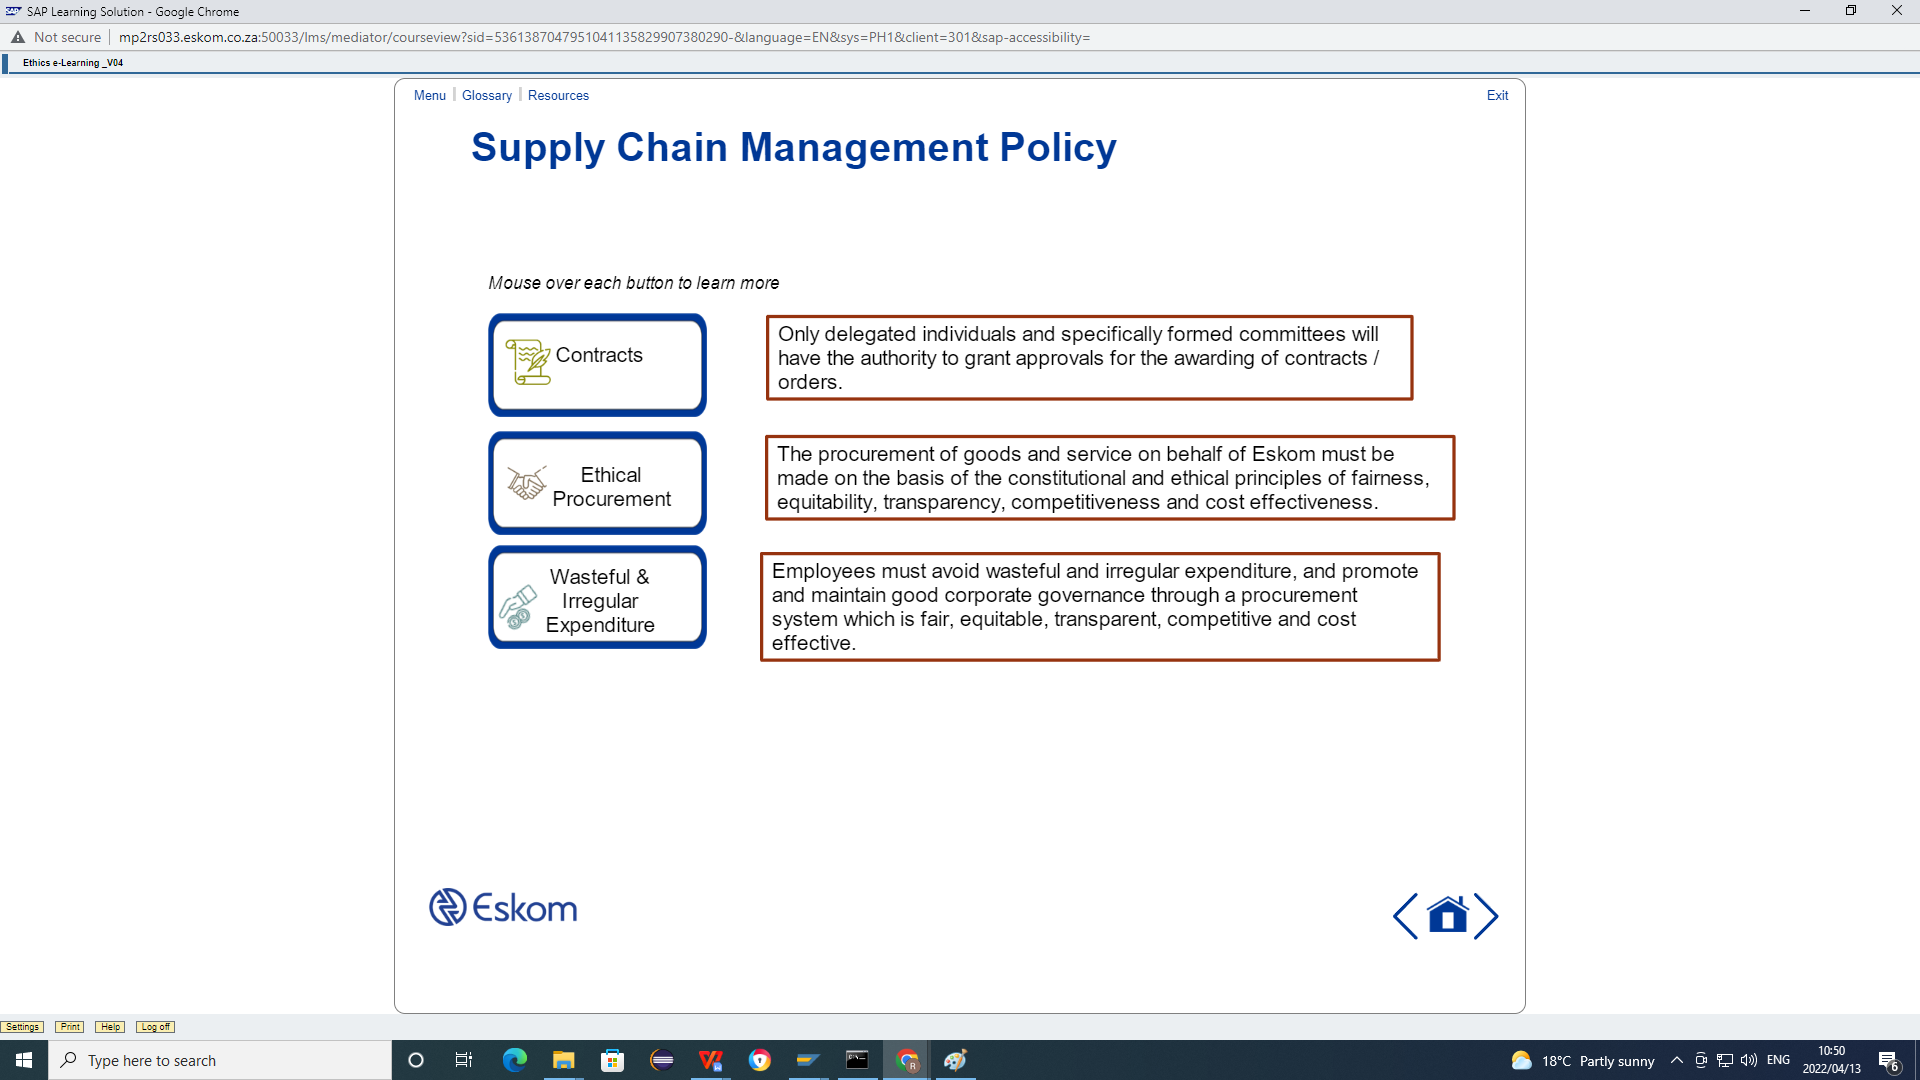 SAP Learning Solution - Google Chrome
Not secure
mp2rs033.eskom.co.za:50033/lms/mediator/courseview?sid=536138704795104113582990738029​0-&language=EN&sys=PH1&client=301&sap-accessibility=
Ethics e-Learning _V04
Menu
Glossary
Resources
Exit
Supply Chain Management Policy
Mouse over each button to learn more
Contracts
Only delegated individuals and specifically formed committees will
have the authority to grant approvals for the awarding of contracts /
orders.
Ethical
Procurement
The procurement of goods and service on behalf of Eskom must be
made on the basis of the constitutional and ethical principles of fairness,
equitability, transparency, competitiveness and cost effectiveness.
Wasteful &
Irregular
Expenditure
Employees must avoid wasteful and irregular expenditure, and promote
and maintain good corporate governance through a procurement
system which is fair, equitable, transparent, competitive and cost
effective.
Eskom
Settings
Print
Help
Log off
Type here to search
18°C Partly sunny
ENG
10:50
2022/04/13
6